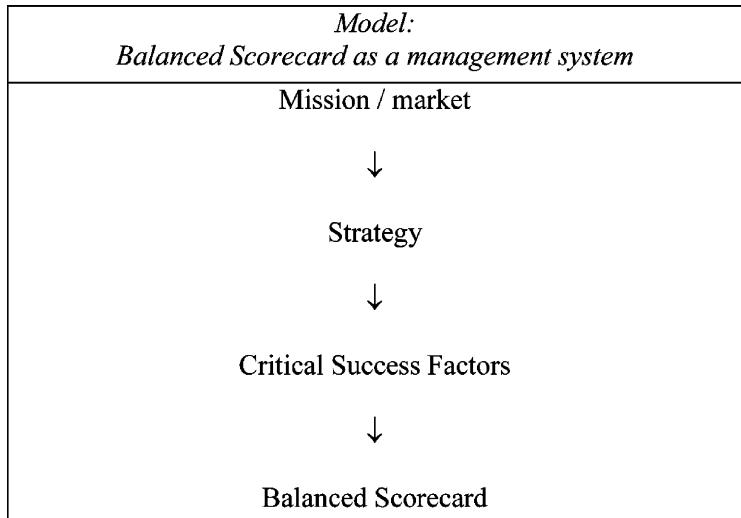 Model:
Balanced Scorecard as a management system
Mission / market
↓
Strategy
↓
Critical Success Factors
↓
Balanced Scorecard